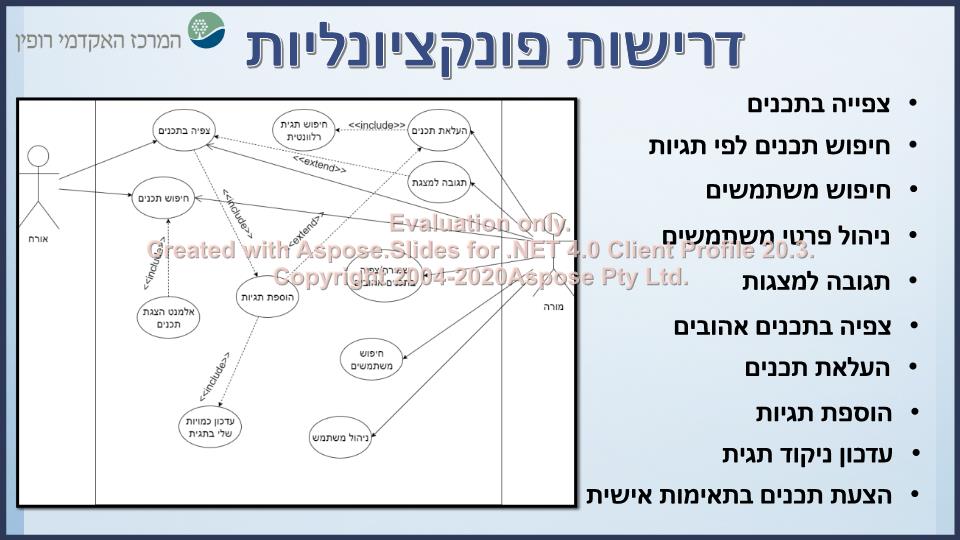 המרכז האקדמי רופין
דרישות פונקציונליות
צפייה בתכנים
חיפוש תכנים לפי תגיות
חיפוש משתמשים
ניהול פרטי משתמשים
תגובה למצגות
צפיה בתכנים אהובים
העלאת תכנים
הוספת תגיות
עדכון ניקוד תגית
הצעת תכנים בתאימות אישית
העלאת תכנים
<<include>>
חיפוש תגית
רלוונטית
צפיה בתכנים
<<extend>>
תגובה למצגת
חיפוש תכנים
<<include>>
<<extend>>
<<include>>
אורח
מורה
בתכנים אהובים
הוספת תגיות
אלמנט הצגת
תכנים
חיפוש
משתמשים
<<include>>
עדכון כמויות
שלי בתגית
ניהול משתמש
Evaluation only.
Created with Aspose.Slides for .NET 4.0 Client Profile 20.3.
Copyright 2004-2020Aspose Pty Ltd.